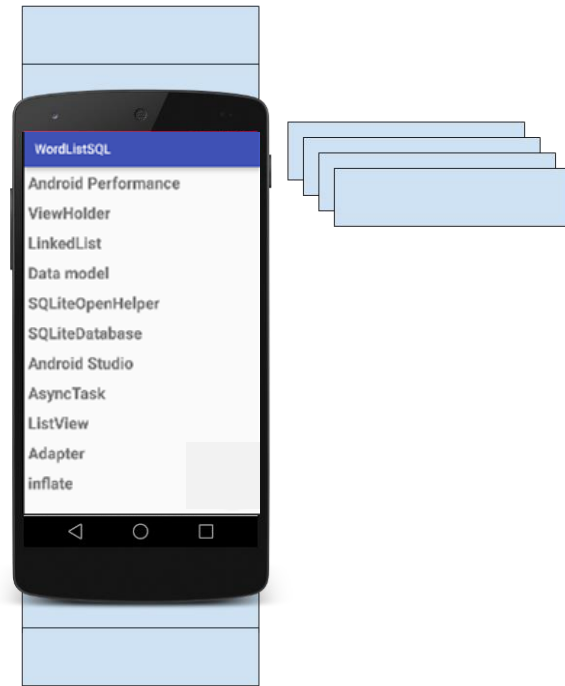 WordListSQL
Android Performance
ViewHolder
LinkedList
Data model
SQLiteOpenHelper
SQLiteDatabase
Android Studio
AsyncTask
ListView
Adapter
inflate